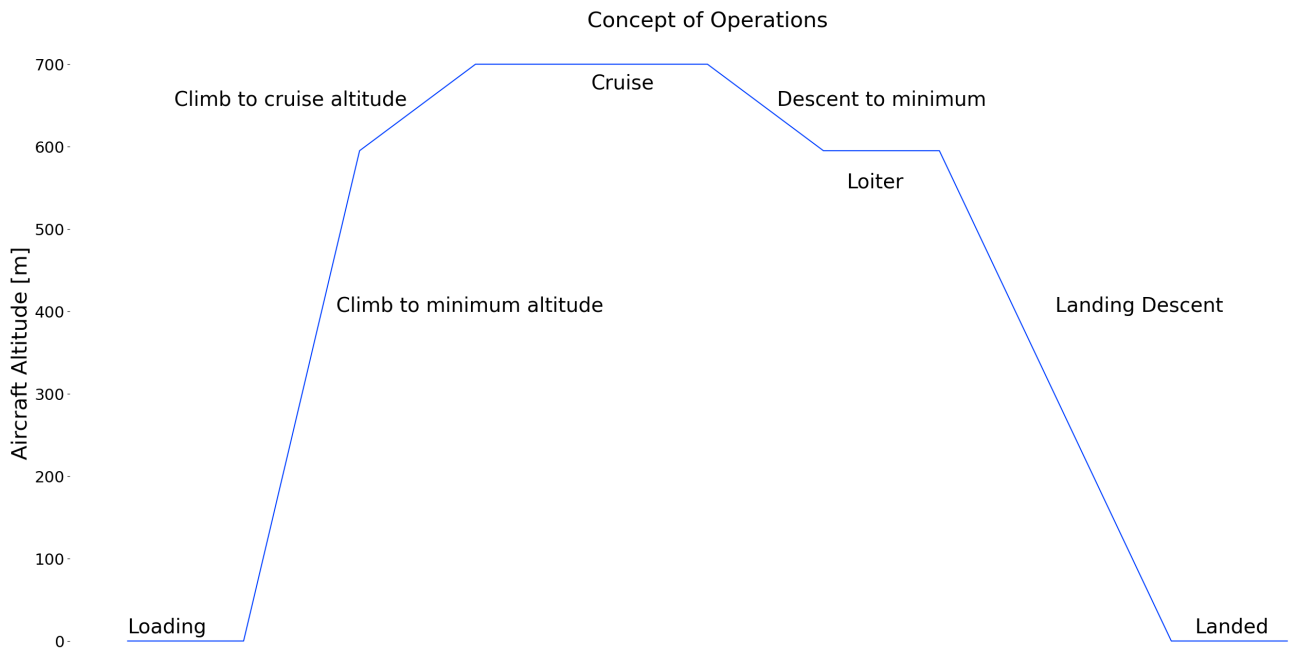 Concept of Operations
Aircraft Altitude [m]
700
600
500
400
300
200
100
0
Cruise
Climb to cruise altitude
Descent to minimum
Loiter
Climb to minimum altitude
Landing Descent
Loading
Landed